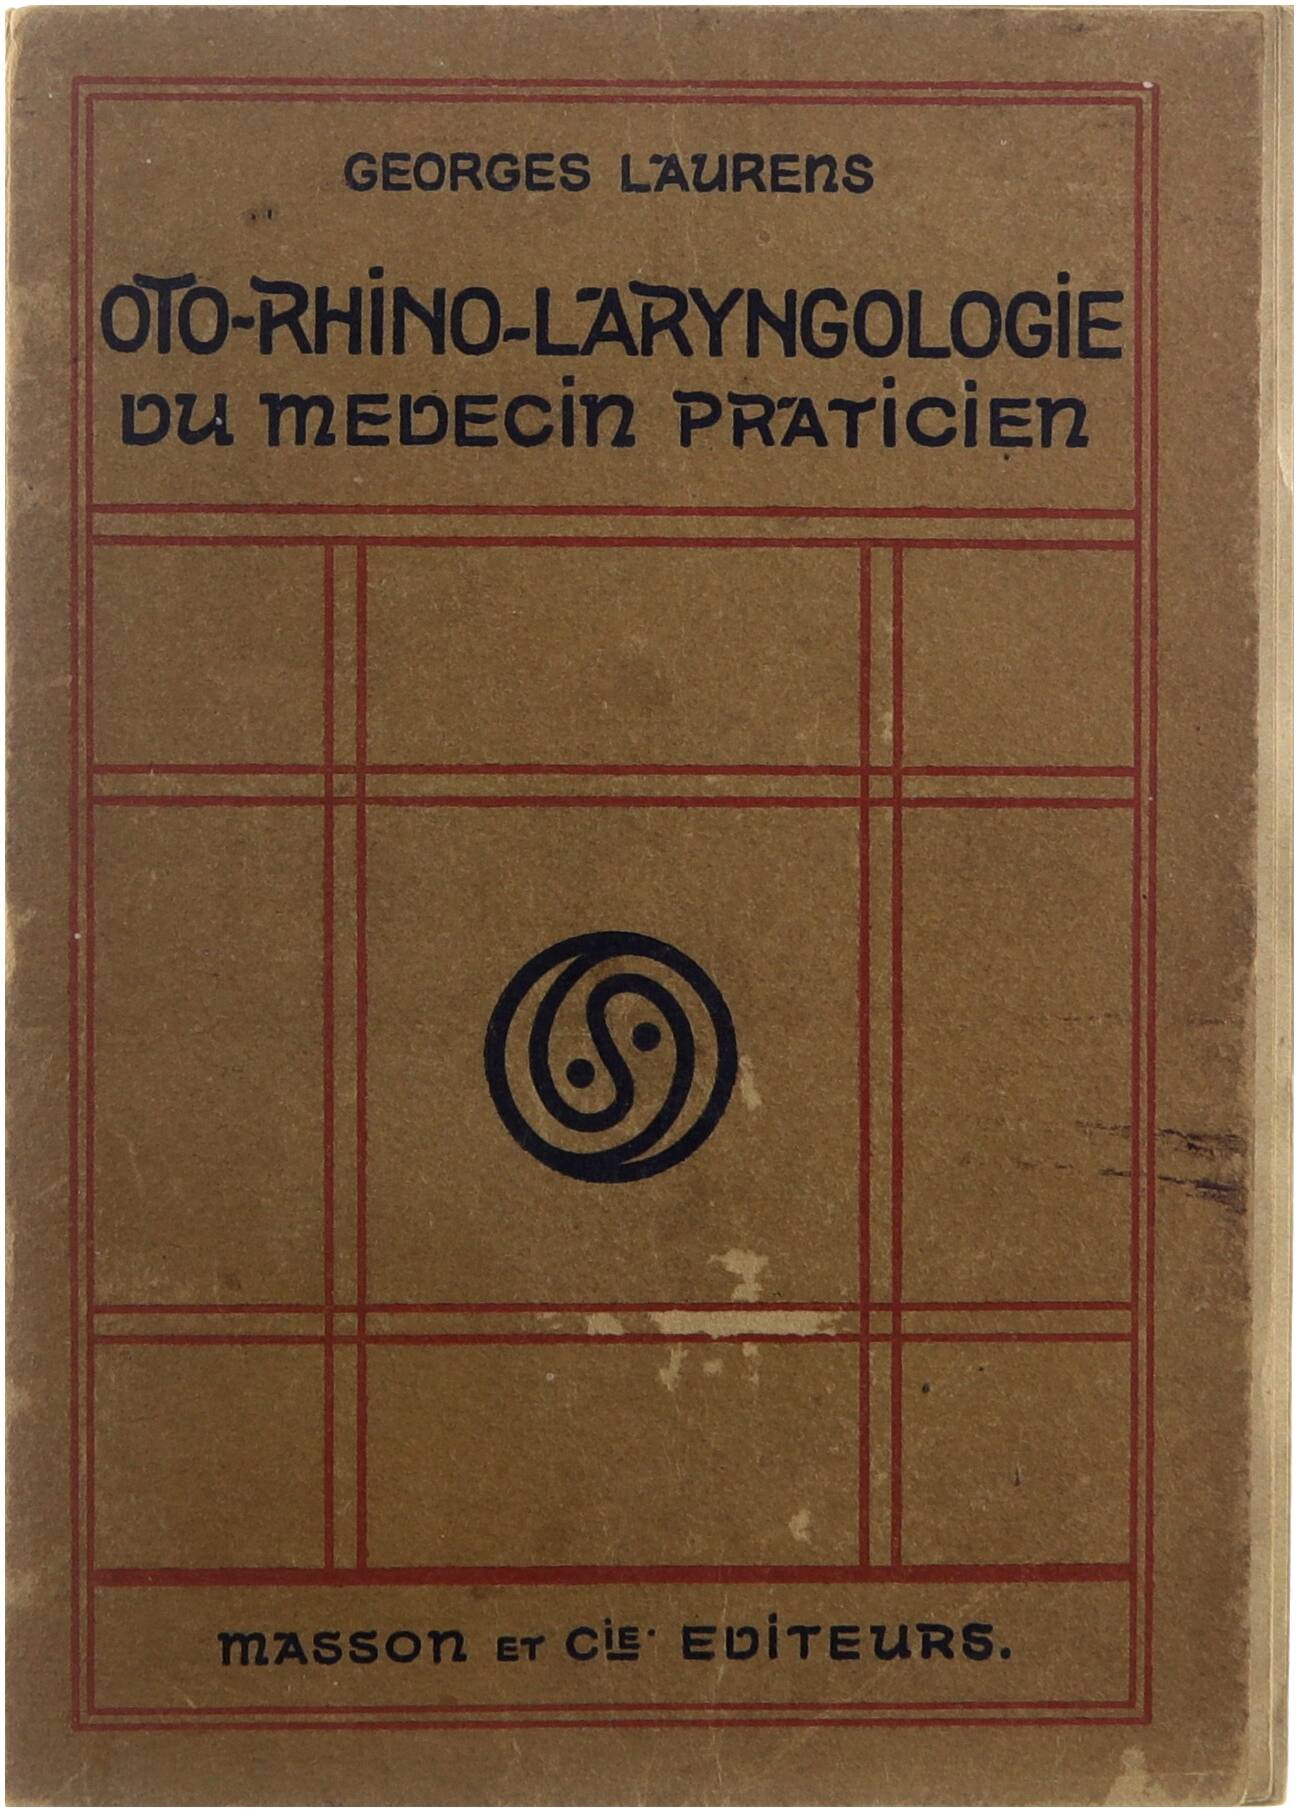 GEORGES LAURENS
OTO-RHINO-LARYNGOLOGIE
DU MEDECIN PRATICIEN
MASSON ET CIE. EDITEURS.